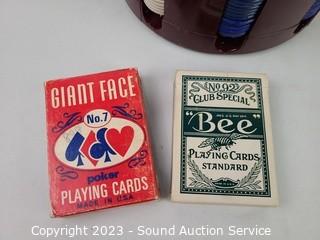 GIANT FACE
No.7
poker
PLAYING CARDS
MADE IN U.S.A.
No 92
CLUB SPECIAL
"Bee"
PLAYING CARDS
STANDARD
Copyright 2023 - Sound Auction Service